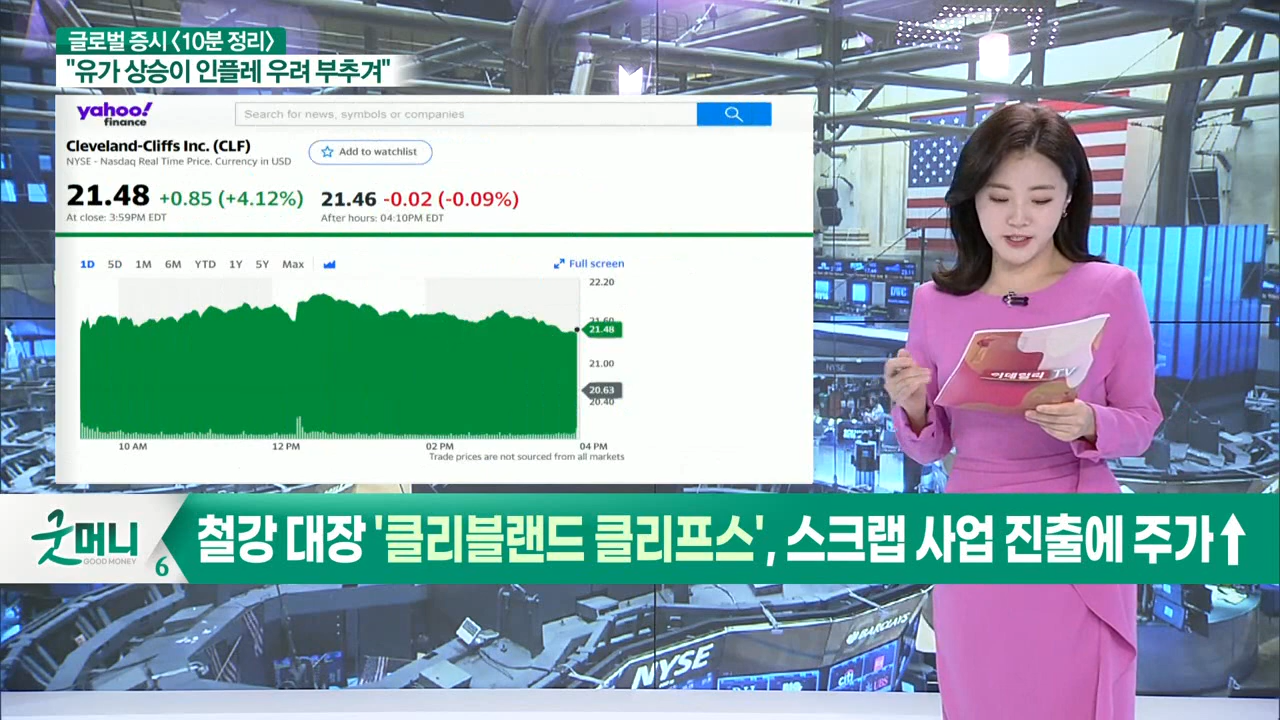 글로벌 증시 〈10분 정리〉
"유가 상승이 인플레 우려 부추겨"
yahoo!
finance
Search for news, symbols or companies
Cleveland-Cliffs Inc. (CLF)
NYSE - Nasdaq Real Time Price. Currency in USD
Add to watchlist
21.48 +0.85 (+4.12%)
At close: 3:59PM EDT
21.46 -0.02 (-0.09%)
After hours: 04:10PM EDT
1D 5D 1M 6M YTD 1Y 5Y Max
Full screen
22.20
21.60
21.48
21.00
20.63
20.40
10 AM 12 PM 02 PM 04 PM
Trade prices are not sourced from all markets
NYSE
이데일리 TV
굿머니
GOOD MONEY
6
철강 대장 '클리블랜드 클리프스', 스크랩 사업 진출에 주가↑
NYSE
BARCLAYS
citi
UBS